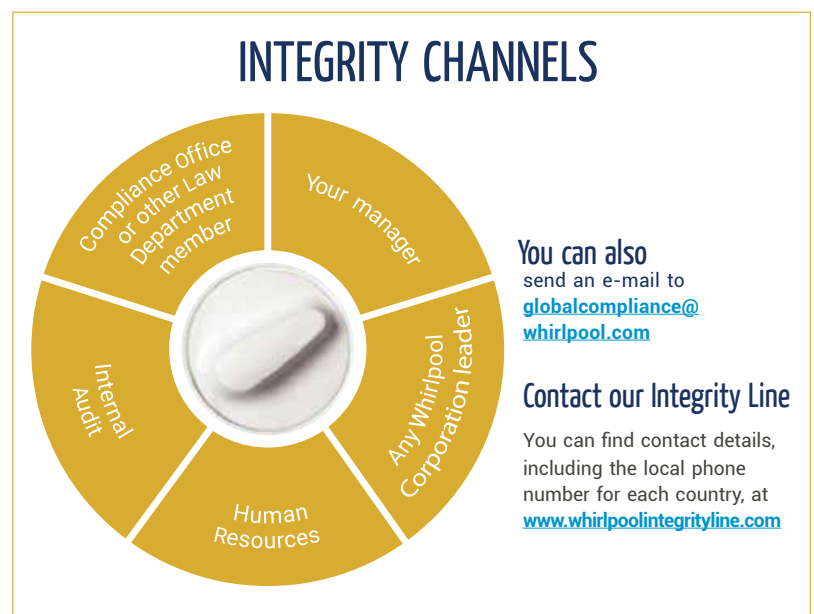 INTEGRITY CHANNELS
Compliance Office
or other Law
Department
member
Your manager
Any Whirlpool
Corporation leader
Human
Resources
Internal
Audit
You can also
send an e-mail to
globalcompliance@
whirlpool.com
Contact our Integrity Line
You can find contact details,
including the local phone
number for each country, at
www.whirlpoolintegrityline.com